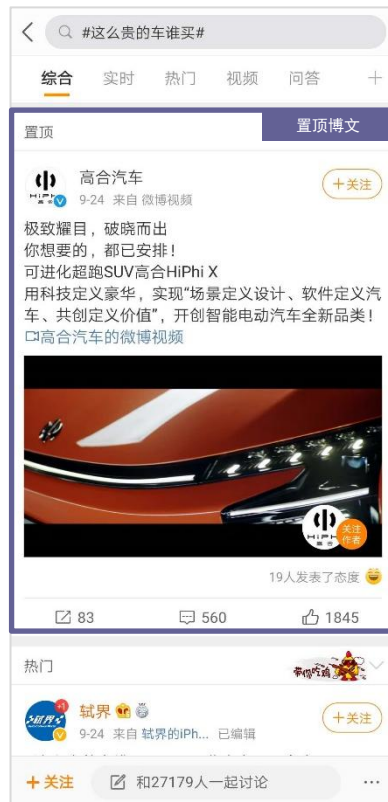 #这么贵的车谁买#
综合 实时 热门 视频 问答
置顶
置顶博文
高合汽车
+关注
9-24 来自 微博视频
极致耀目，破晓而出
你想要的，都已安排！
可进化超跑SUV高合HiPhi X
用科技定义豪华，实现“场景定义设计、软件定义汽
车、共创定义价值”，开创智能电动汽车全新品类！
高合汽车的微博视频
HIPHI
高合
关注
作者
19人发表了态度
83 560 1845
热门
带你吃鸡
轼界
+关注
9-24 来自 轼界的iPh... 已编辑
+关注 和27179人一起讨论 ...